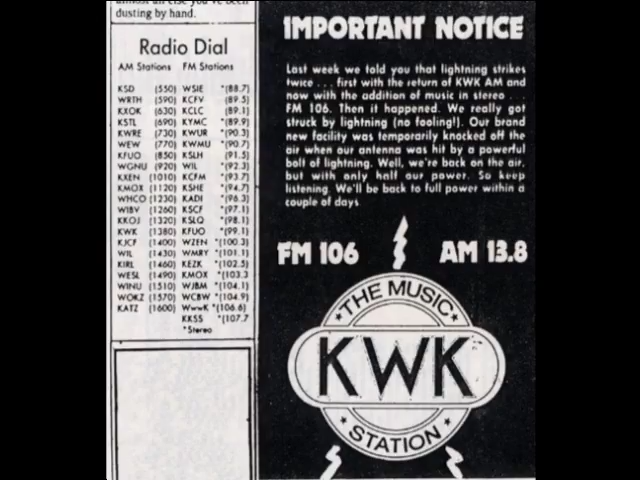 dusting by hand.
Radio Dial
AM Stations FM Stations
KSD (550) WSIE *(88.7)
WRTH (590) KCFV (89.5)
KXOK (630) KCLC (89.1)
KSTL (690) KYMC *(89.9)
KWRE (730) KWUR *(90.3)
WEW (770) KWMU *(90.7)
KFUO (850) KSLH (91.5)
WGNU (920) WIL *(92.3)
KXEN (1010) KCFM *(93.7)
KMOX (1120) KSHE *(94.7)
WHCO (1230) KADI *(96.3)
WIBV (1260) KSCF *(97.1)
KKOJ (1320) KSLQ *(98.1)
KWK (1380) KFUO *(99.1)
KJCF (1400) WZEN *(100.3)
WIL (1430) WMRY *(101.1)
KIRL (1460) KEZK *(102.5)
WESL (1490) KMOX *(103.3
WINU (1510) WJBM *(104.1)
WOKZ (1570) WCBW *(104.9)
KATZ (1600) WwwK *(106.6)
KKSS *(107.7
*Stereo
IMPORTANT NOTICE
Last week we told you that lightning strikes
twice . . . first with the return of KWK AM and
now with the addition of music in stereo . . .
FM 106. Then it happened. We really got
struck by lightning (no fooling!). Our brand
new facility was temporarily knocked off the
air when our antenna was hit by a powerful
bolt of lightning. Well, we're back on the air,
but with only half our power. So keep
listening. We'll be back to full power within a
couple of days.
FM 106 AM 13.8
THE MUSIC
KWK
STATION